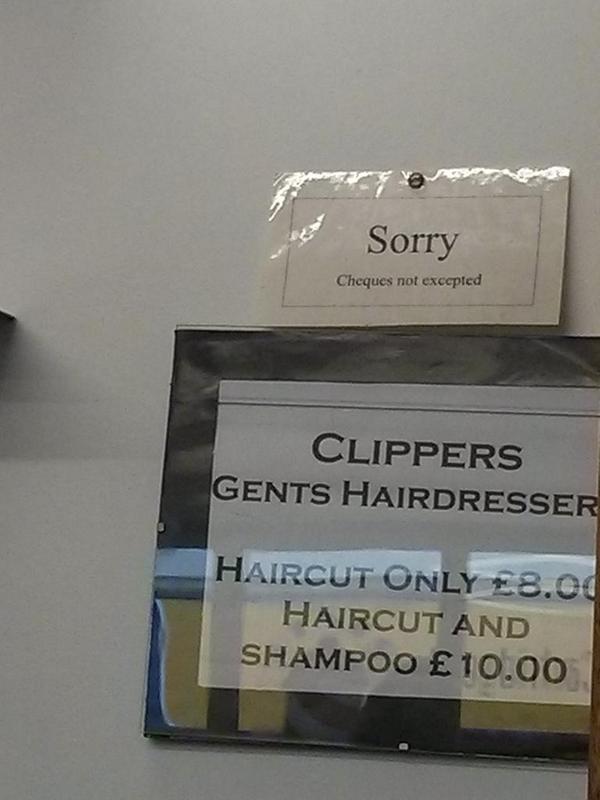 Sorry
Cheques not excepted
CLIPPERS
GENTS HAIRDRESSER
HAIRCUT ONLY £8.00
HAIRCUT AND
SHAMPOO £10.00